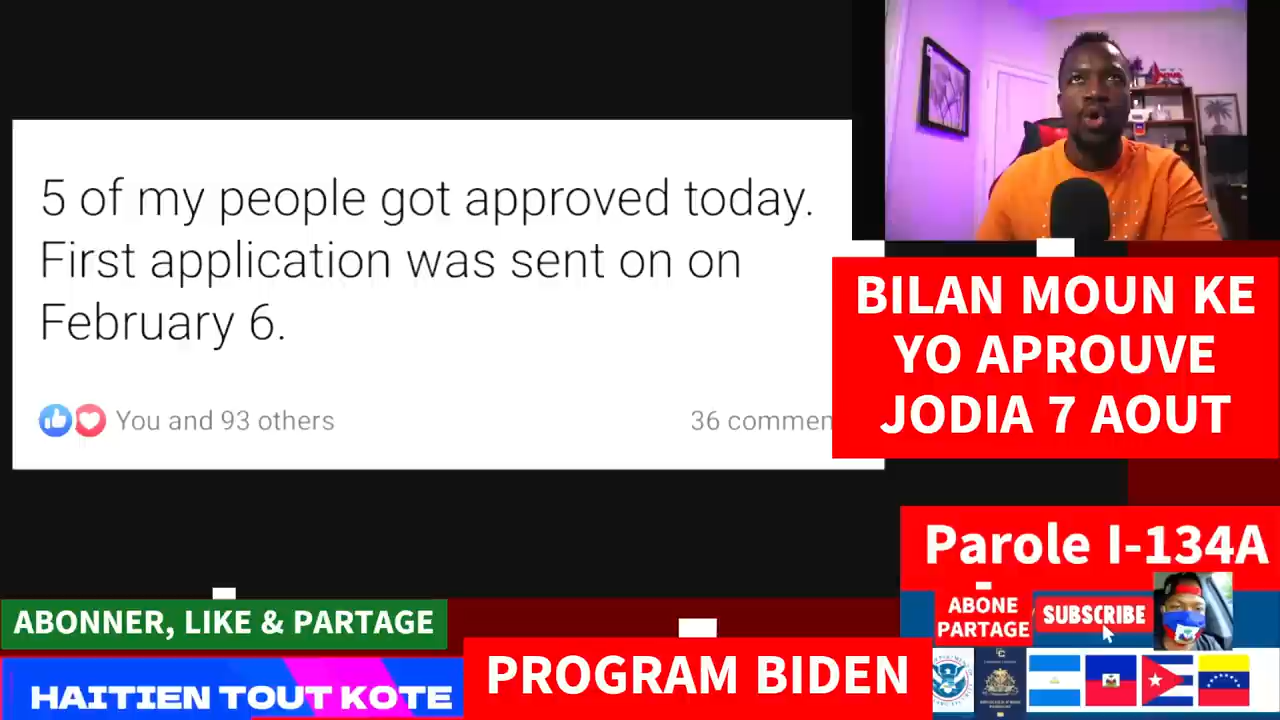 5 of my people got approved today.
First application was sent on on
February 6.
You and 93 others
36 commen
BILAN MOUN KE
YO APROUVE
JODIA 7 AOUT
Parole I-134A
ABONE
PARTAGE
SUBSCRIBE
ABONNER, LIKE & PARTAGE
HAITIEN TOUT KOTE
PROGRAM BIDEN